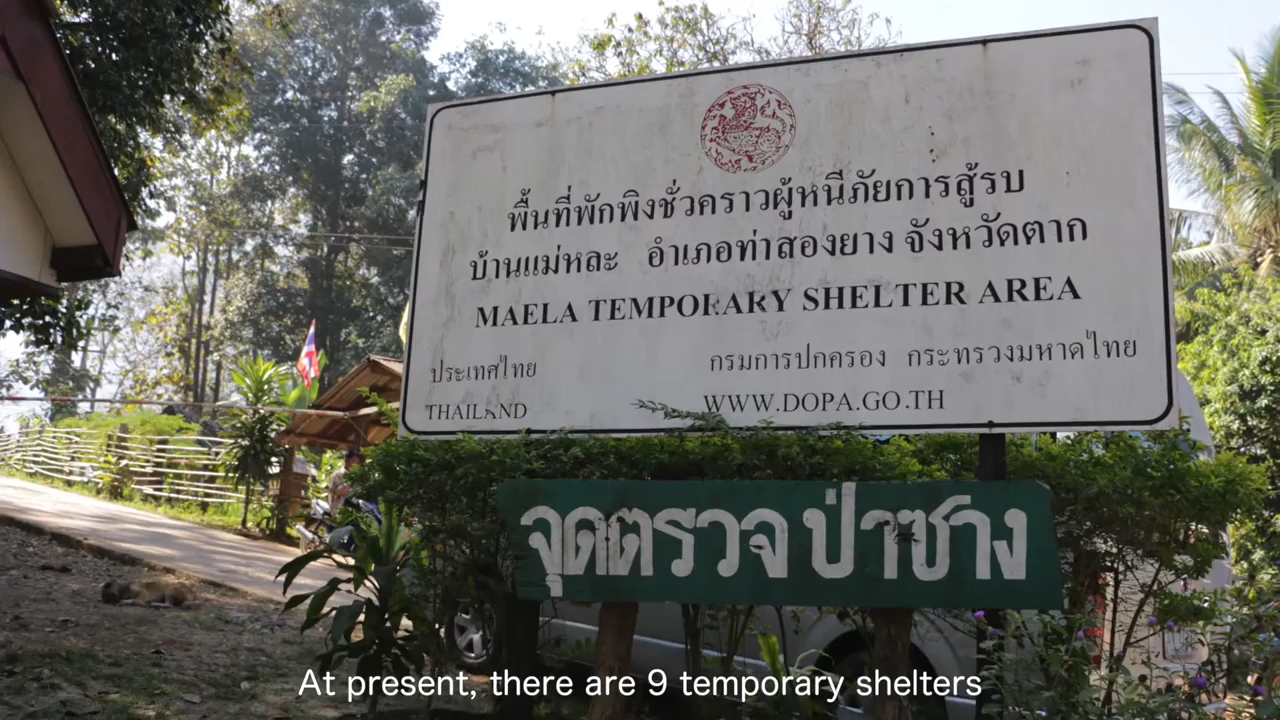 พื้นที่พักพิงชั่วคราวผู้หนีภัยการสู้รบ
บ้านแม่หละ อำเภอท่าสองยาง จังหวัดตาก
MAELA TEMPORARY SHELTER AREA
ประเทศไทย กรมการปกครอง กระทรวงมหาดไทย
THAILAND WWW.DOPA.GO.TH
จุดตรวจป่าซาง
At present, there are 9 temporary shelters